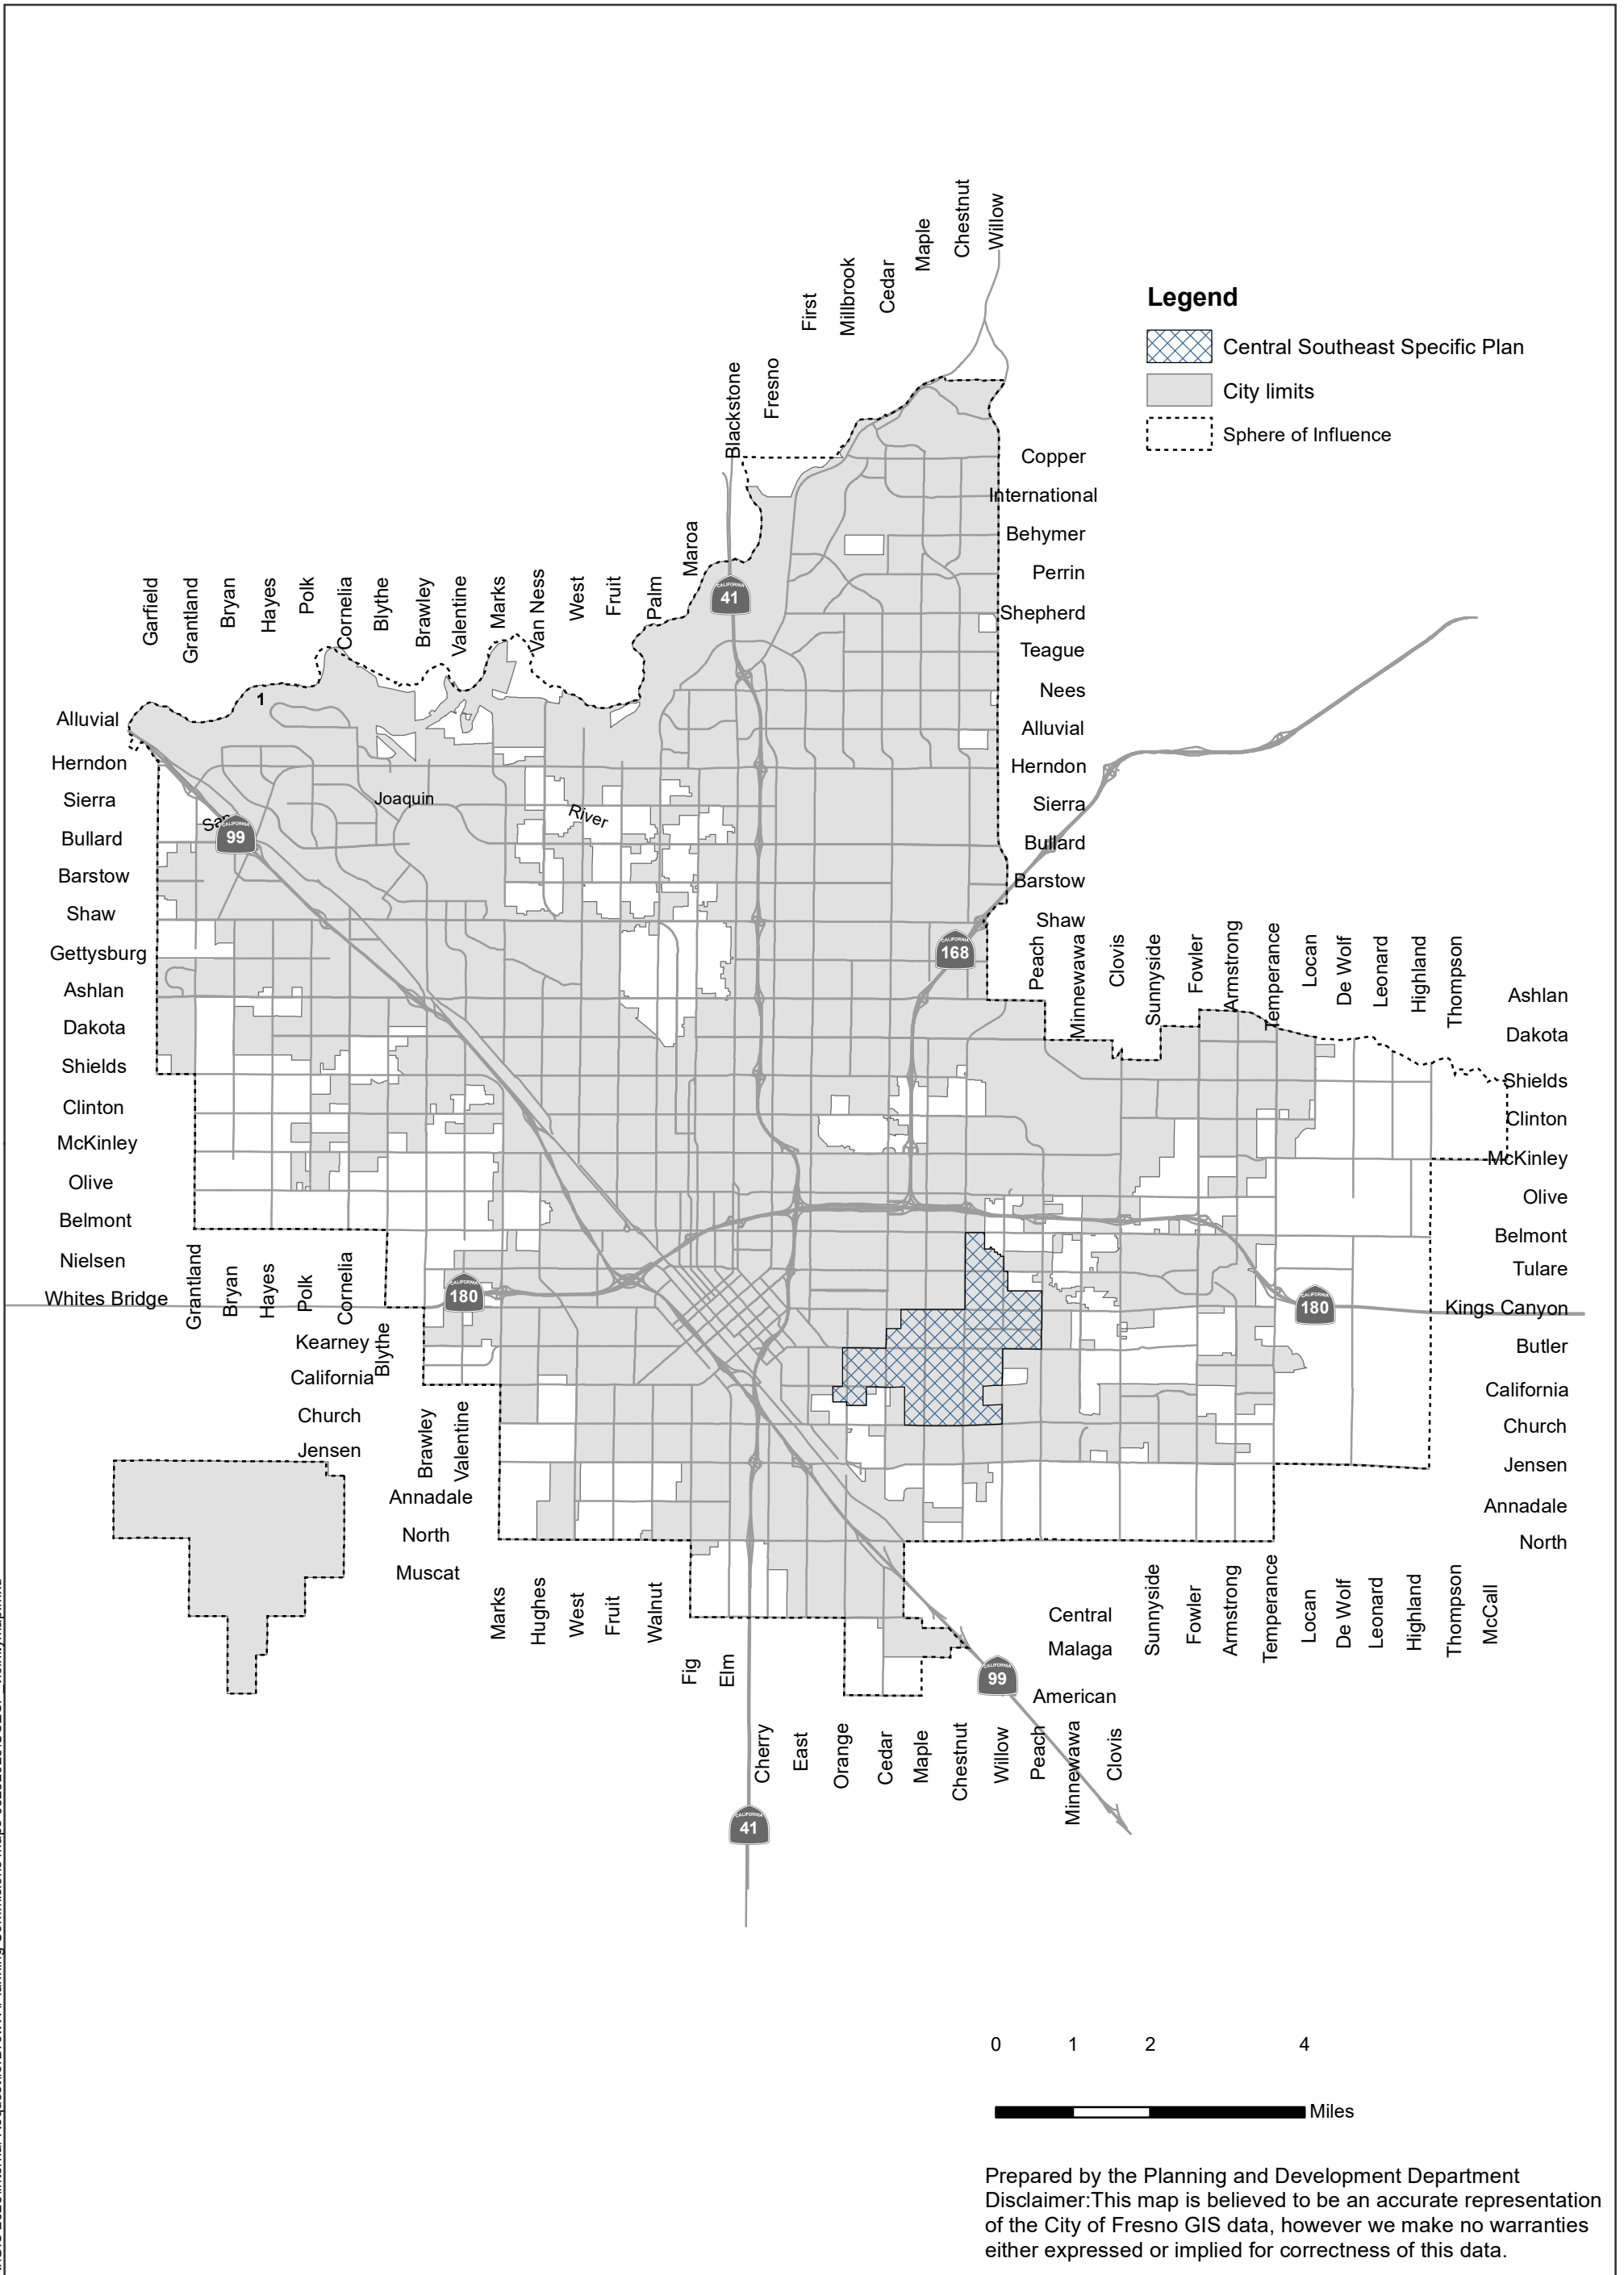 Chestnut
Willow
Maple
Cedar
Millbrook
First
Fresno
Blackstone
Legend
Central Southeast Specific Plan
City limits
Sphere of Influence
Copper
International
Behymer
Perrin
Shepherd
Teague
Nees
Alluvial
Herndon
Sierra
Bullard
Barstow
Shaw
Maroa
CALIFORNIA
41
Garfield
Grantland
Bryan
Hayes
Polk
Cornelia
Blythe
Brawley
Valentine
Marks
Van Ness
West
Fruit
Palm
1
Alluvial
Herndon
Sierra
Bullard
Barstow
Shaw
Gettysburg
Ashlan
Dakota
Shields
Clinton
McKinley
Olive
Belmont
Nielsen
Whites Bridge
San
Joaquin
River
CALIFORNIA
99
CALIFORNIA
168
Peach
Minnewawa
Clovis
Sunnyside
Fowler
Armstrong
Temperance
Locan
De Wolf
Leonard
Highland
Thompson
Ashlan
Dakota
Shields
Clinton
McKinley
Olive
Belmont
Tulare
Kings Canyon
Butler
California
Church
Jensen
Annadale
North
CALIFORNIA
180
CALIFORNIA
180
Grantland
Bryan
Hayes
Polk
Cornelia
Blythe
Kearney
California
Church
Jensen
Brawley
Valentine
Annadale
North
Muscat
Marks
Hughes
West
Fruit
Walnut
Fig
Elm
Central
Malaga
American
CALIFORNIA
99
Sunnyside
Fowler
Armstrong
Temperance
Locan
De Wolf
Leonard
Highland
Thompson
McCall
Cherry
East
Orange
Cedar
Maple
Chestnut
Willow
Peach
Minnewawa
Clovis
CALIFORNIA
41
0 1 2 4
Miles
Prepared by the Planning and Development Department
Disclaimer:This map is believed to be an accurate representation
of the City of Fresno GIS data, however we make no warranties
either expressed or implied for correctness of this data.